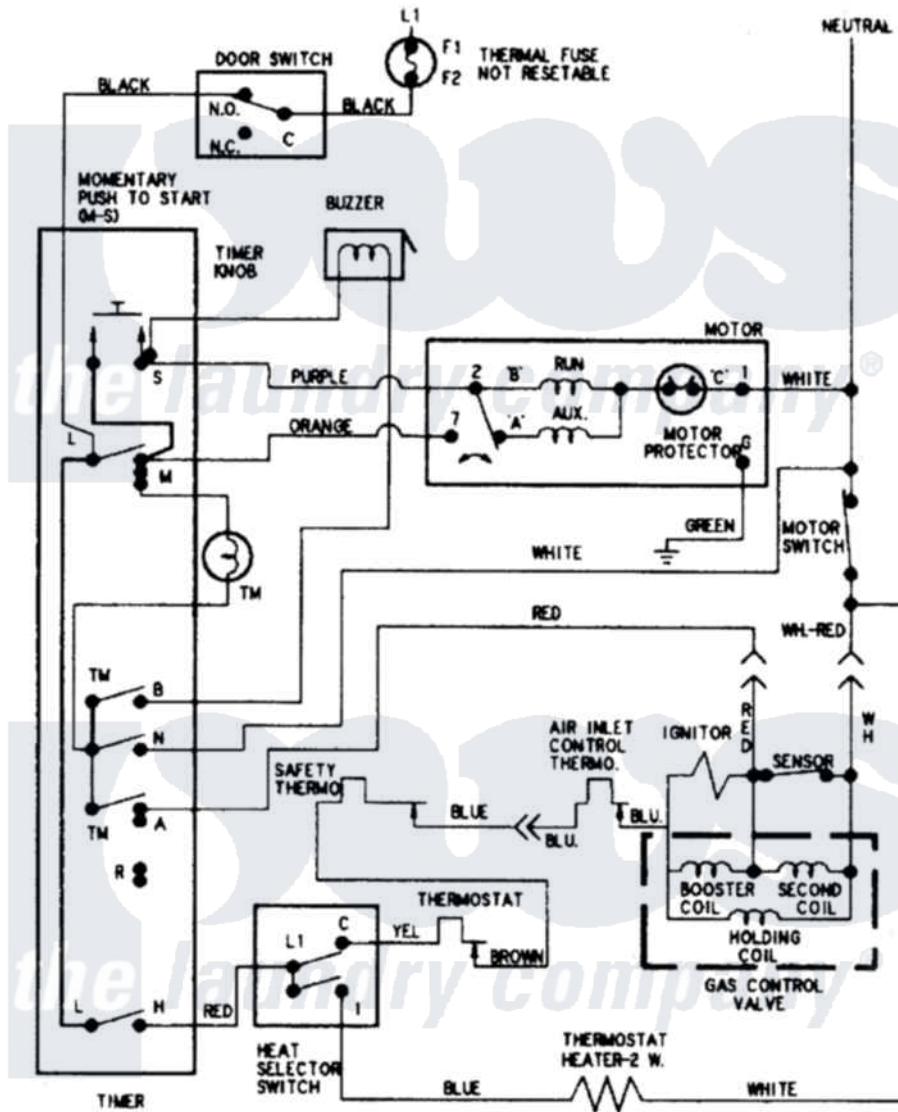 L1
NEUTRAL
F1
THERMAL FUSE
NOT RESETABLE
F2
DOOR SWITCH
BLACK
N.O.
BLACK
C
N.C.
MOMENTARY
PUSH TO START
(M-S)
BUZZER
TIMER
KNOB
MOTOR
S
PURPLE
2
"B"
RUN
"C"
1
WHITE
the laundry company®
L
ORANGE
7
"A"
AUX.
MOTOR
PROTECTOR
G
M
GREEN
MOTOR
SWITCH
WHITE
TM
RED
WH.-RED
TM
B
RED
WH
AIR INLET
CONTROL
THERMO.
IGNITOR
N
SENSOR
SAFETY
THERMO
BLUE
BLU.
BLU.
TM
A
R
BOOSTER
COIL
SECOND
COIL
THERMOSTAT
C
YEL
L1
BROWN
HOLDING
COIL
the laundry company®
GAS CONTROL
VALVE
L
H
RED
1
THERMOSTAT
HEATER-2 W.
HEAT
SELECTOR
SWITCH
BLUE
WHITE
TIMER